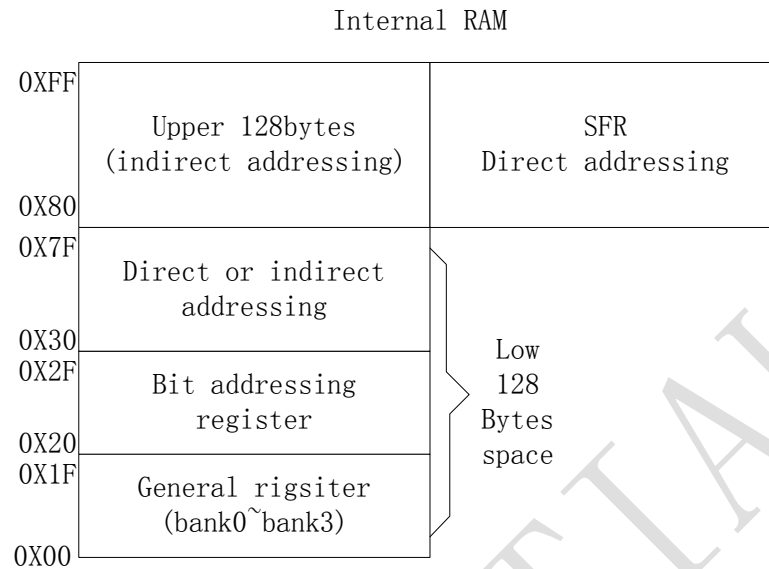 Internal RAM
0XFF
Upper 128bytes
(indirect addressing)
SFR
Direct addressing
0X80
0X7F
Direct or indirect
addressing
0X30
0X2F
Bit addressing
register
0X20
0X1F
General rigsiter
(bank0~bank3)
0X00
Low
128
Bytes
space
TIAL